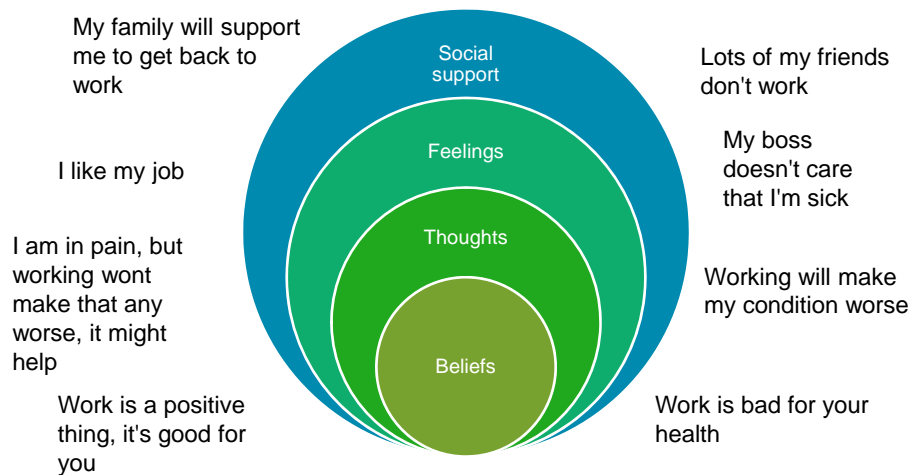 My family will support
me to get back to
work
Social
support
Lots of my friends
don't work
Feelings
I like my job
My boss
doesn't care
that I'm sick
Thoughts
I am in pain, but
working wont
make that any
worse, it might
help
Working will make
my condition worse
Beliefs
Work is a positive
thing, it's good for
you
Work is bad for your
health